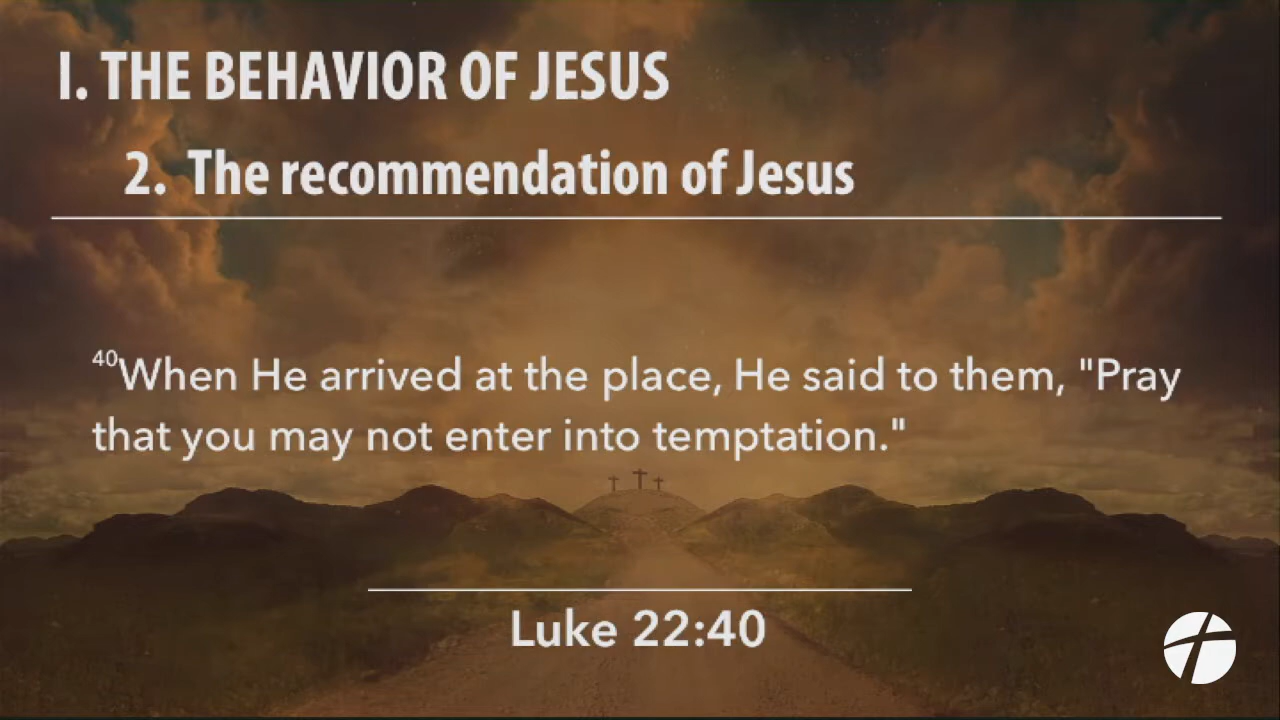 I. THE BEHAVIOR OF JESUS
2. The recommendation of Jesus
40When He arrived at the place, He said to them, "Pray
that you may not enter into temptation."
Luke 22:40